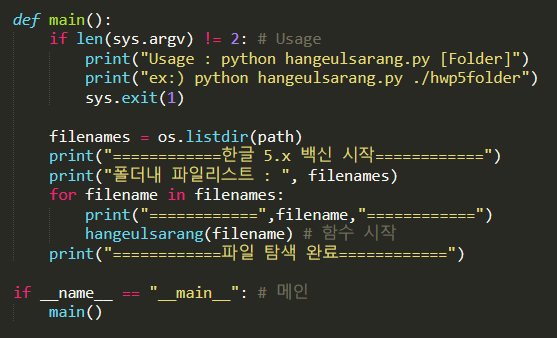 def main():
    if len(sys.argv) != 2: # Usage
        print("Usage : python hangeulsarang.py [Folder]")
        print("ex:) python hangeulsarang.py ./hwp5folder")
        sys.exit(1)
    filenames = os.listdir(path)
    print("============한글 5.x 백신 시작============")
    print("폴더내 파일리스트 : ", filenames)
    for filename in filenames:
        print("============",filename,"============")
        hangeulsarang(filename) # 함수 시작
    print("============파일 탐색 완료============")
if __name__ == "__main__": # 메인
    main()